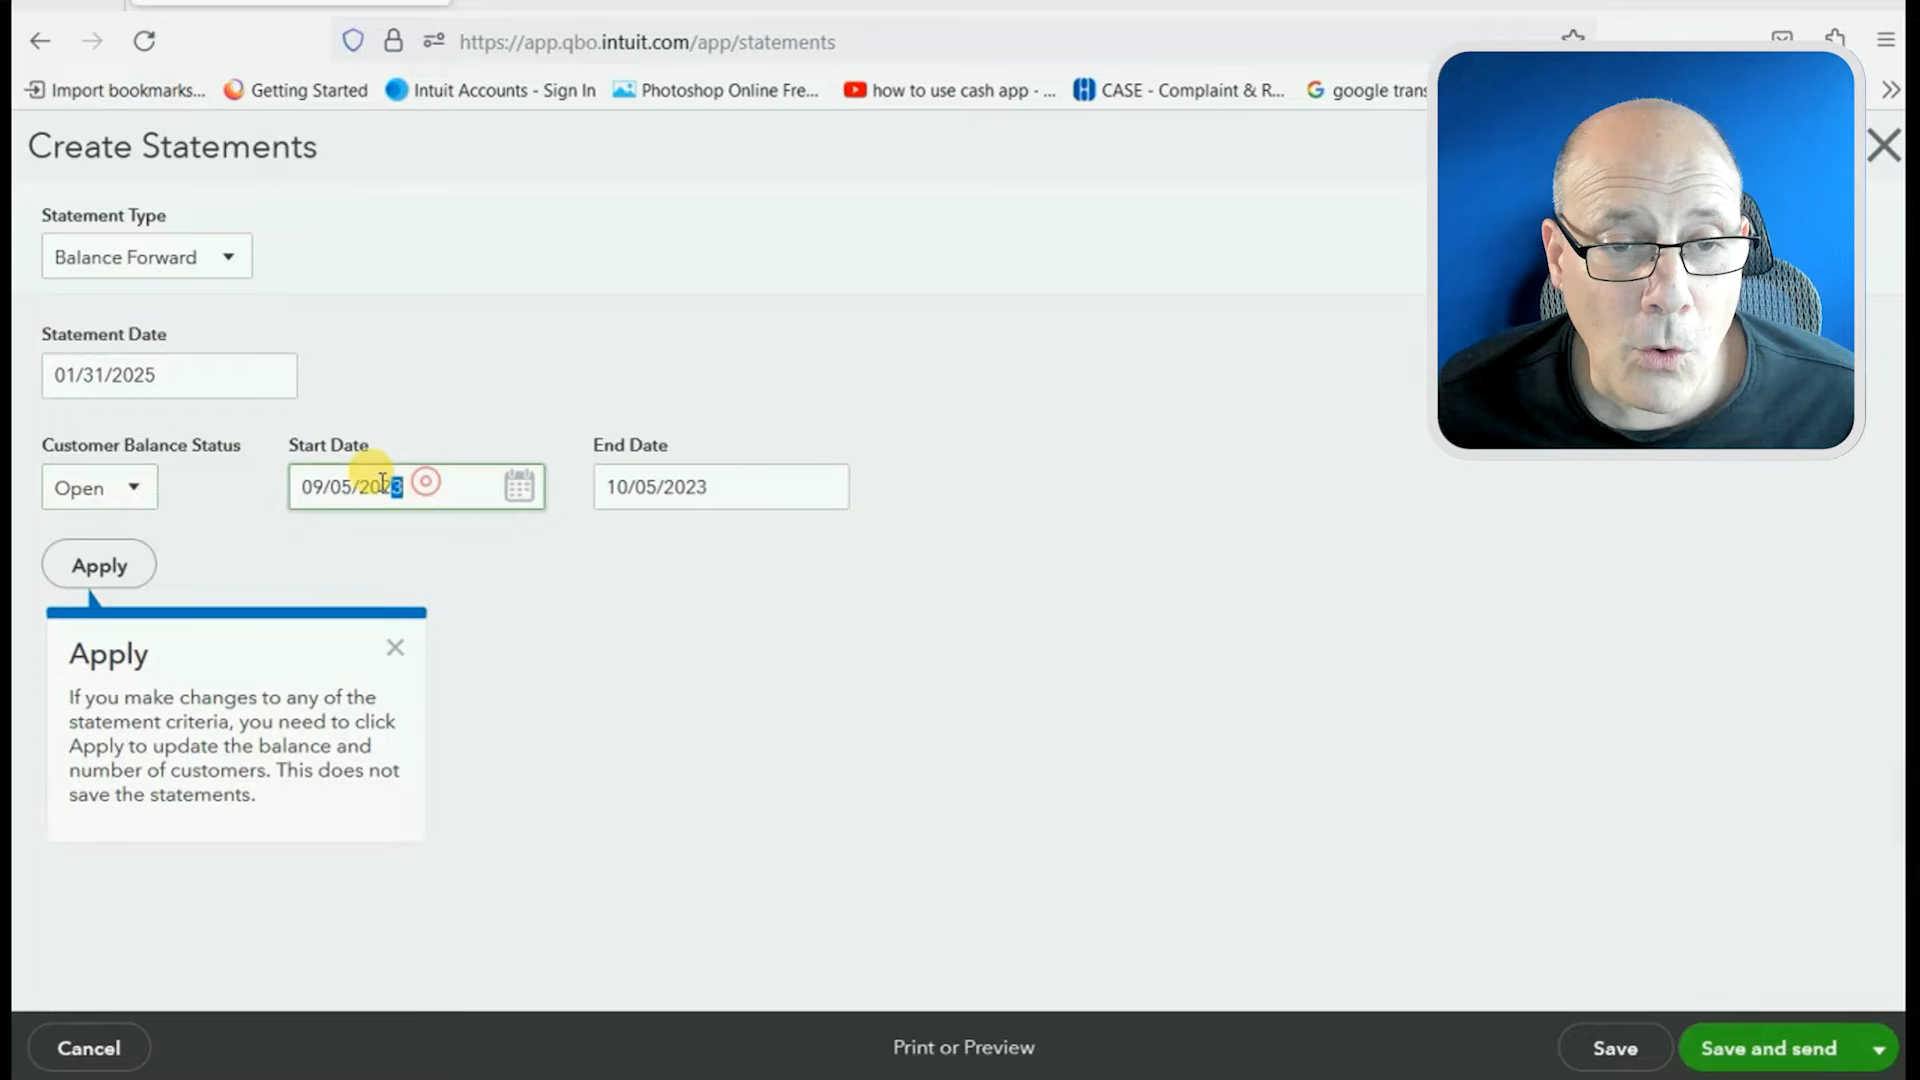 https://app.qbo.intuit.com/app/statements
Import bookmarks... Getting Started Intuit Accounts - Sign In Photoshop Online Fre... how to use cash app - ... CASE - Complaint & R... google trans
Create Statements
Statement Type
Balance Forward
Statement Date
01/31/2025
Customer Balance Status Start Date End Date
Open 09/05/2023 10/05/2023
Apply
Apply
If you make changes to any of the
statement criteria, you need to click
Apply to update the balance and
number of customers. This does not
save the statements.
Cancel Print or Preview Save Save and send